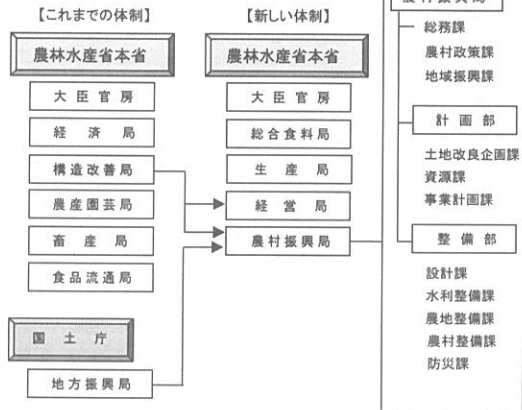 【これまでの体制】
農林水産省本省
大臣官房
経済局
構造改善局
農産園芸局
畜産局
食品流通局
国土庁
地方振興局
【新しい体制】
農林水産省本省
大臣官房
総合食料局
生産局
経営局
農村振興局
農村振興局
総務課
農村政策課
地域振興課
計画部
土地改良企画課
資源課
事業計画課
整備部
設計課
水利整備課
農地整備課
農村整備課
防災課